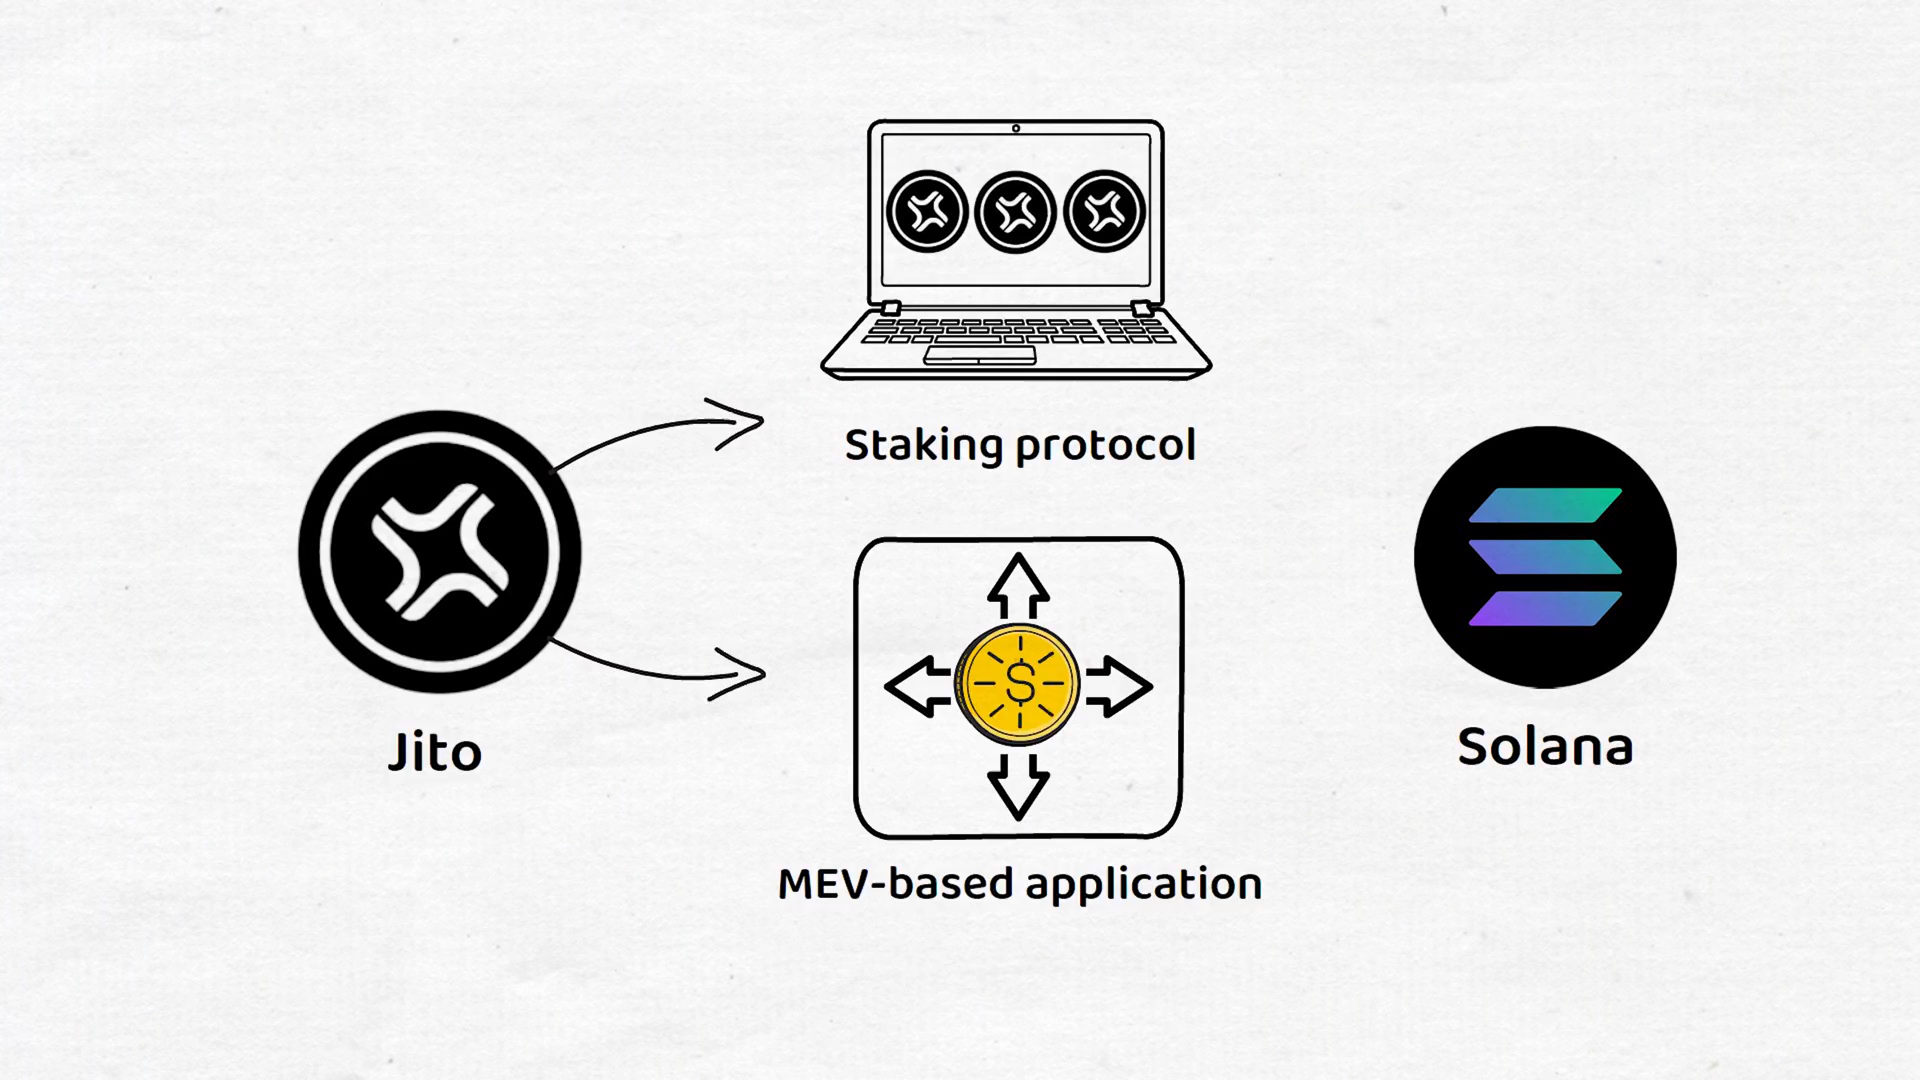 Staking protocol
Jito
$
MEV-based application
Solana